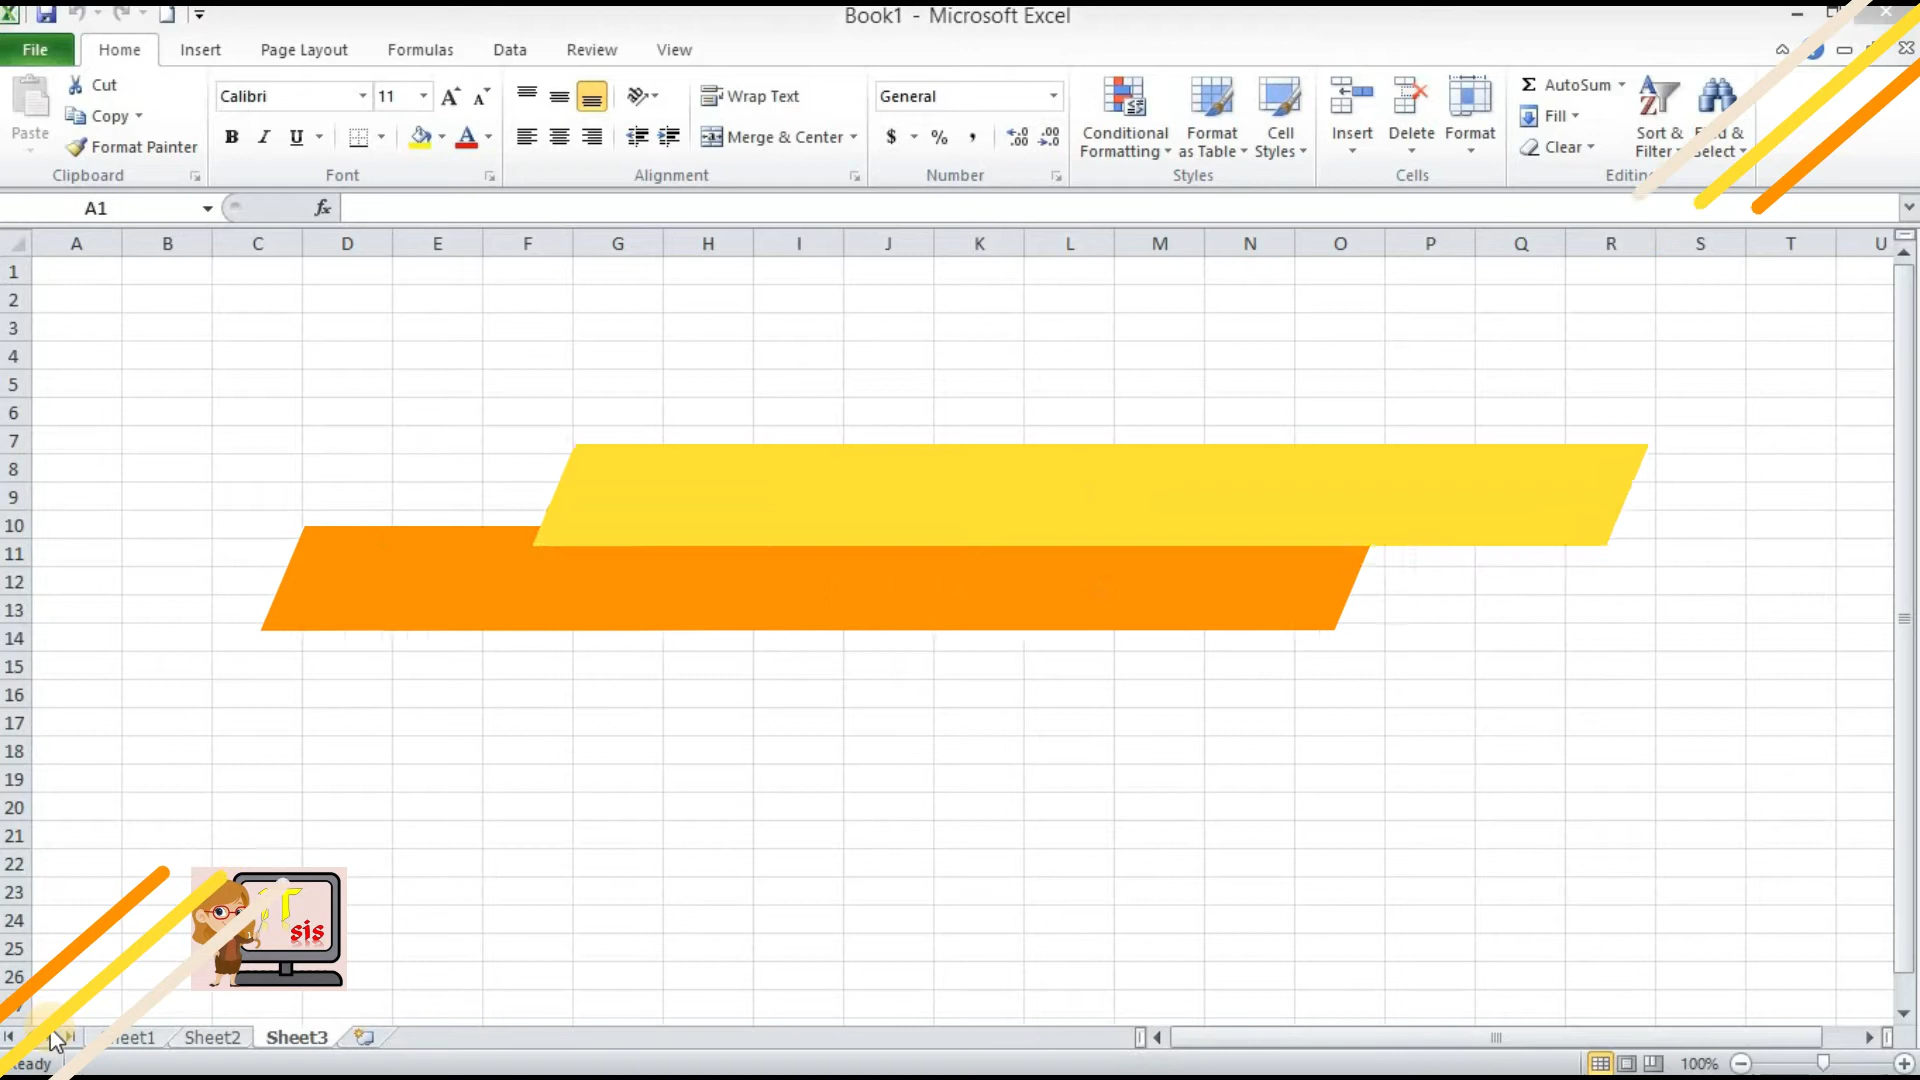 Book1 - Microsoft Excel
File Home Insert Page Layout Formulas Data Review View
Paste
Cut
Copy
Format Painter
Clipboard
Calibri 11
B I U
Font
Wrap Text
Merge & Center
Alignment
General
$ % ,
Number
Conditional Formatting
Format as Table
Cell Styles
Styles
Insert Delete Format
Cells
AutoSum
Fill
Clear
Sort & Filter
Select
A1 fx
A B C D E F G H I J K L M N O P Q R S T U
1
2
3
4
5
6
7
8
9
10
11
12
13
14
15
16
17
18
19
20
21
22
23
24
25
26
sis
Sheet2 Sheet3
100%